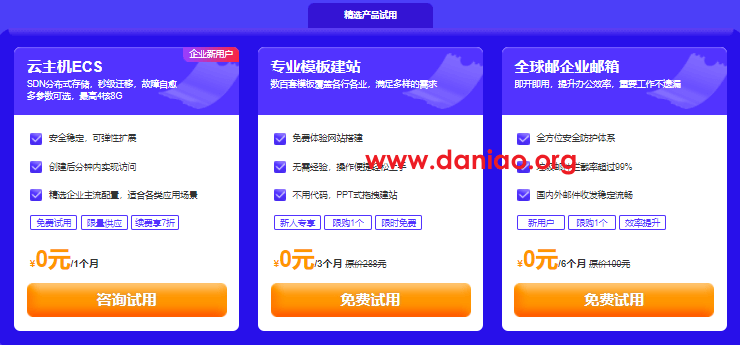 精选产品试用
企业新用户
云主机ECS
SDN分布式存储，秒级迁移，故障自愈
多参数可选，最高4核8G
安全稳定，可弹性扩展
创建后分钟内实现访问
精选企业主流配置，适合各类应用场景
免费试用 限量供应 续费享7折
¥0元/1个月
咨询试用
专业模板建站
数百套模板覆盖各行各业，满足多样的需求
免费体验网站搭建
无需经验，操作便捷轻松上手
不用代码，PPT式拖拽建站
新人专享 限购1个 限时免费
¥0元/3个月 原价288元
免费试用
全球邮企业邮箱
即开即用，提升办公效率，重要工作不遗漏
全方位安全防护体系
拦截率超过99%
国内外邮件收发稳定流畅
新用户 限购1个 效率提升
¥0元/6个月 原价100元
免费试用
www.daniao.org